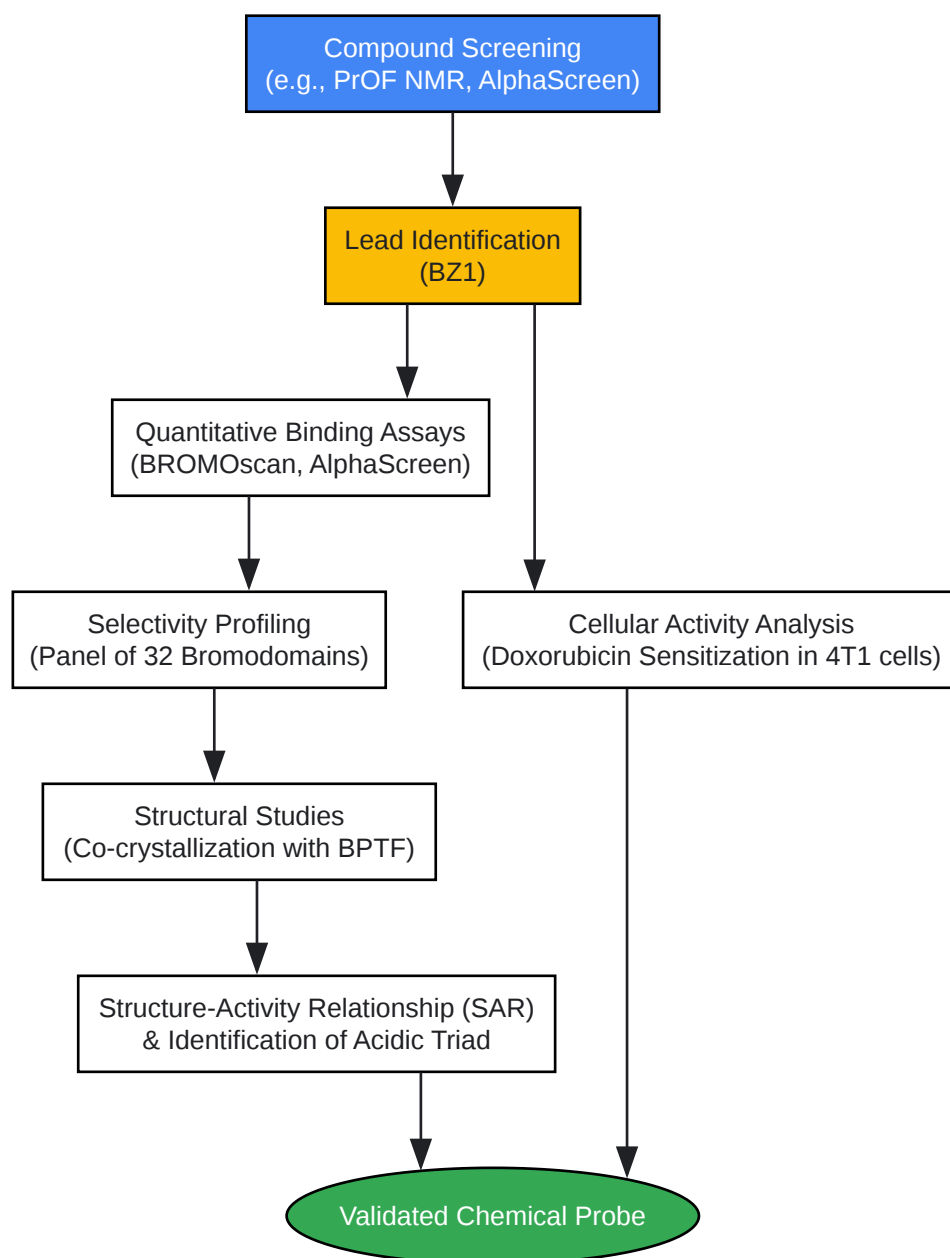 Compound Screening
(e.g., PrOF NMR, AlphaScreen)
Lead Identification
(BZ1)
Quantitative Binding Assays
(BROMOscan, AlphaScreen)
Selectivity Profiling
(Panel of 32 Bromodomains)
Cellular Activity Analysis
(Doxorubicin Sensitization in 4T1 cells)
Structural Studies
(Co-crystallization with BPTF)
Structure-Activity Relationship (SAR)
& Identification of Acidic Triad
Validated Chemical Probe